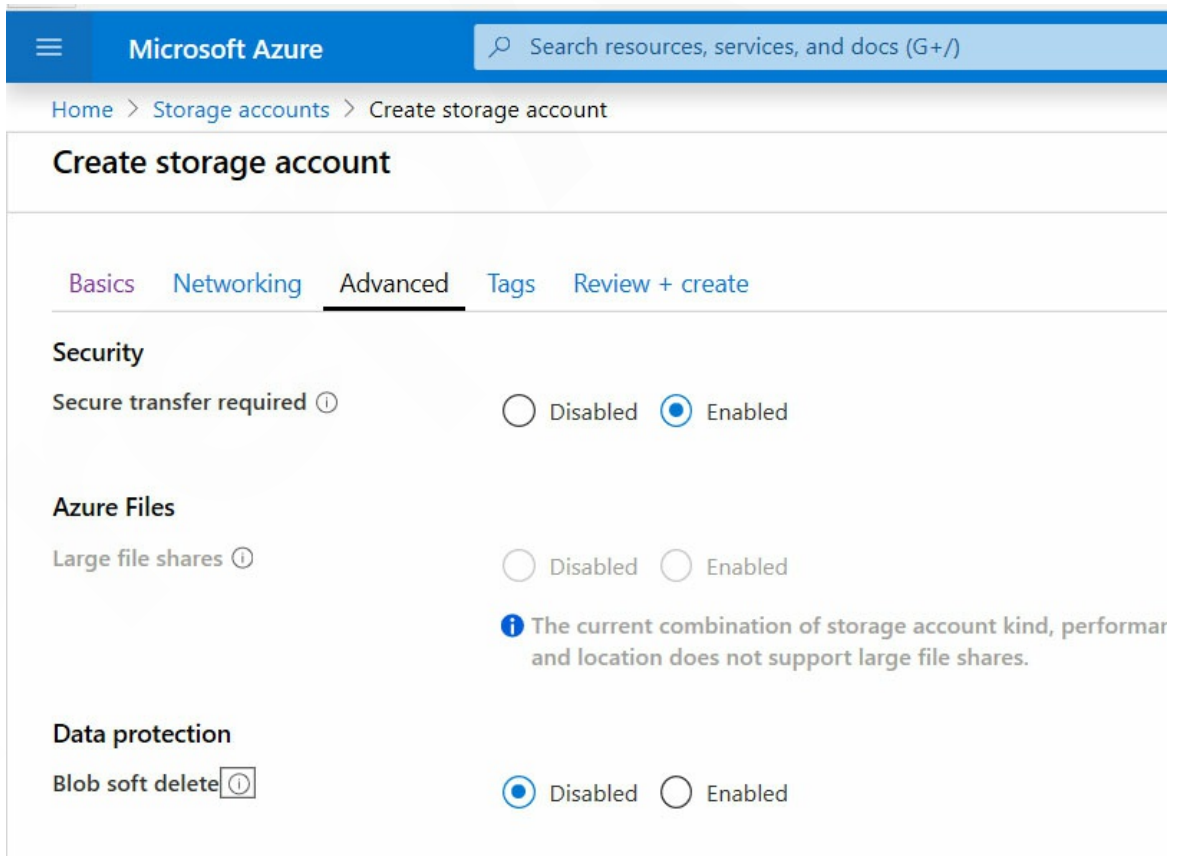 Microsoft Azure
Search resources, services, and docs (G+/)
Home > Storage accounts > Create storage account
Create storage account
Basics Networking Advanced Tags Review + create
Security
Secure transfer required
Disabled Enabled
Azure Files
Large file shares
Disabled Enabled
The current combination of storage account kind,
and location does not support large file shares.
Data protection
Blob soft delete
Disabled Enabled